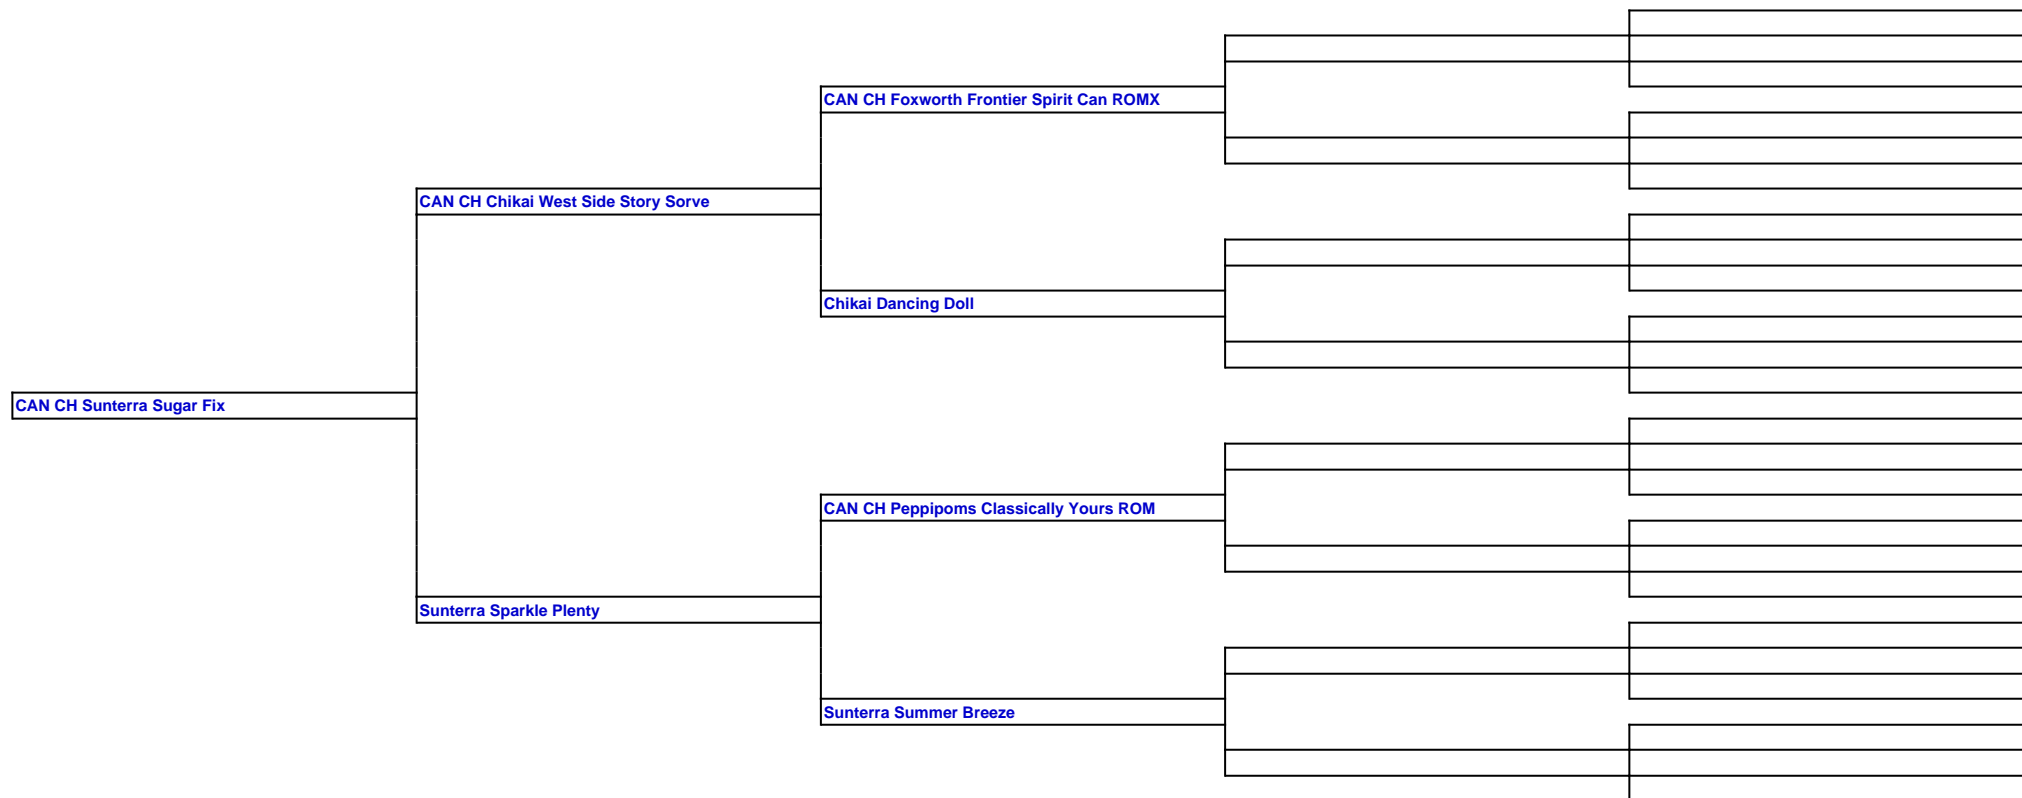 CAN CH Foxworth Frontier Spirit Can ROMX
CAN CH Chikai West Side Story Sorve
Chikai Dancing Doll
CAN CH Sunterra Sugar Fix
CAN CH Peppipoms Classically Yours ROM
Sunterra Sparkle Plenty
Sunterra Summer Breeze